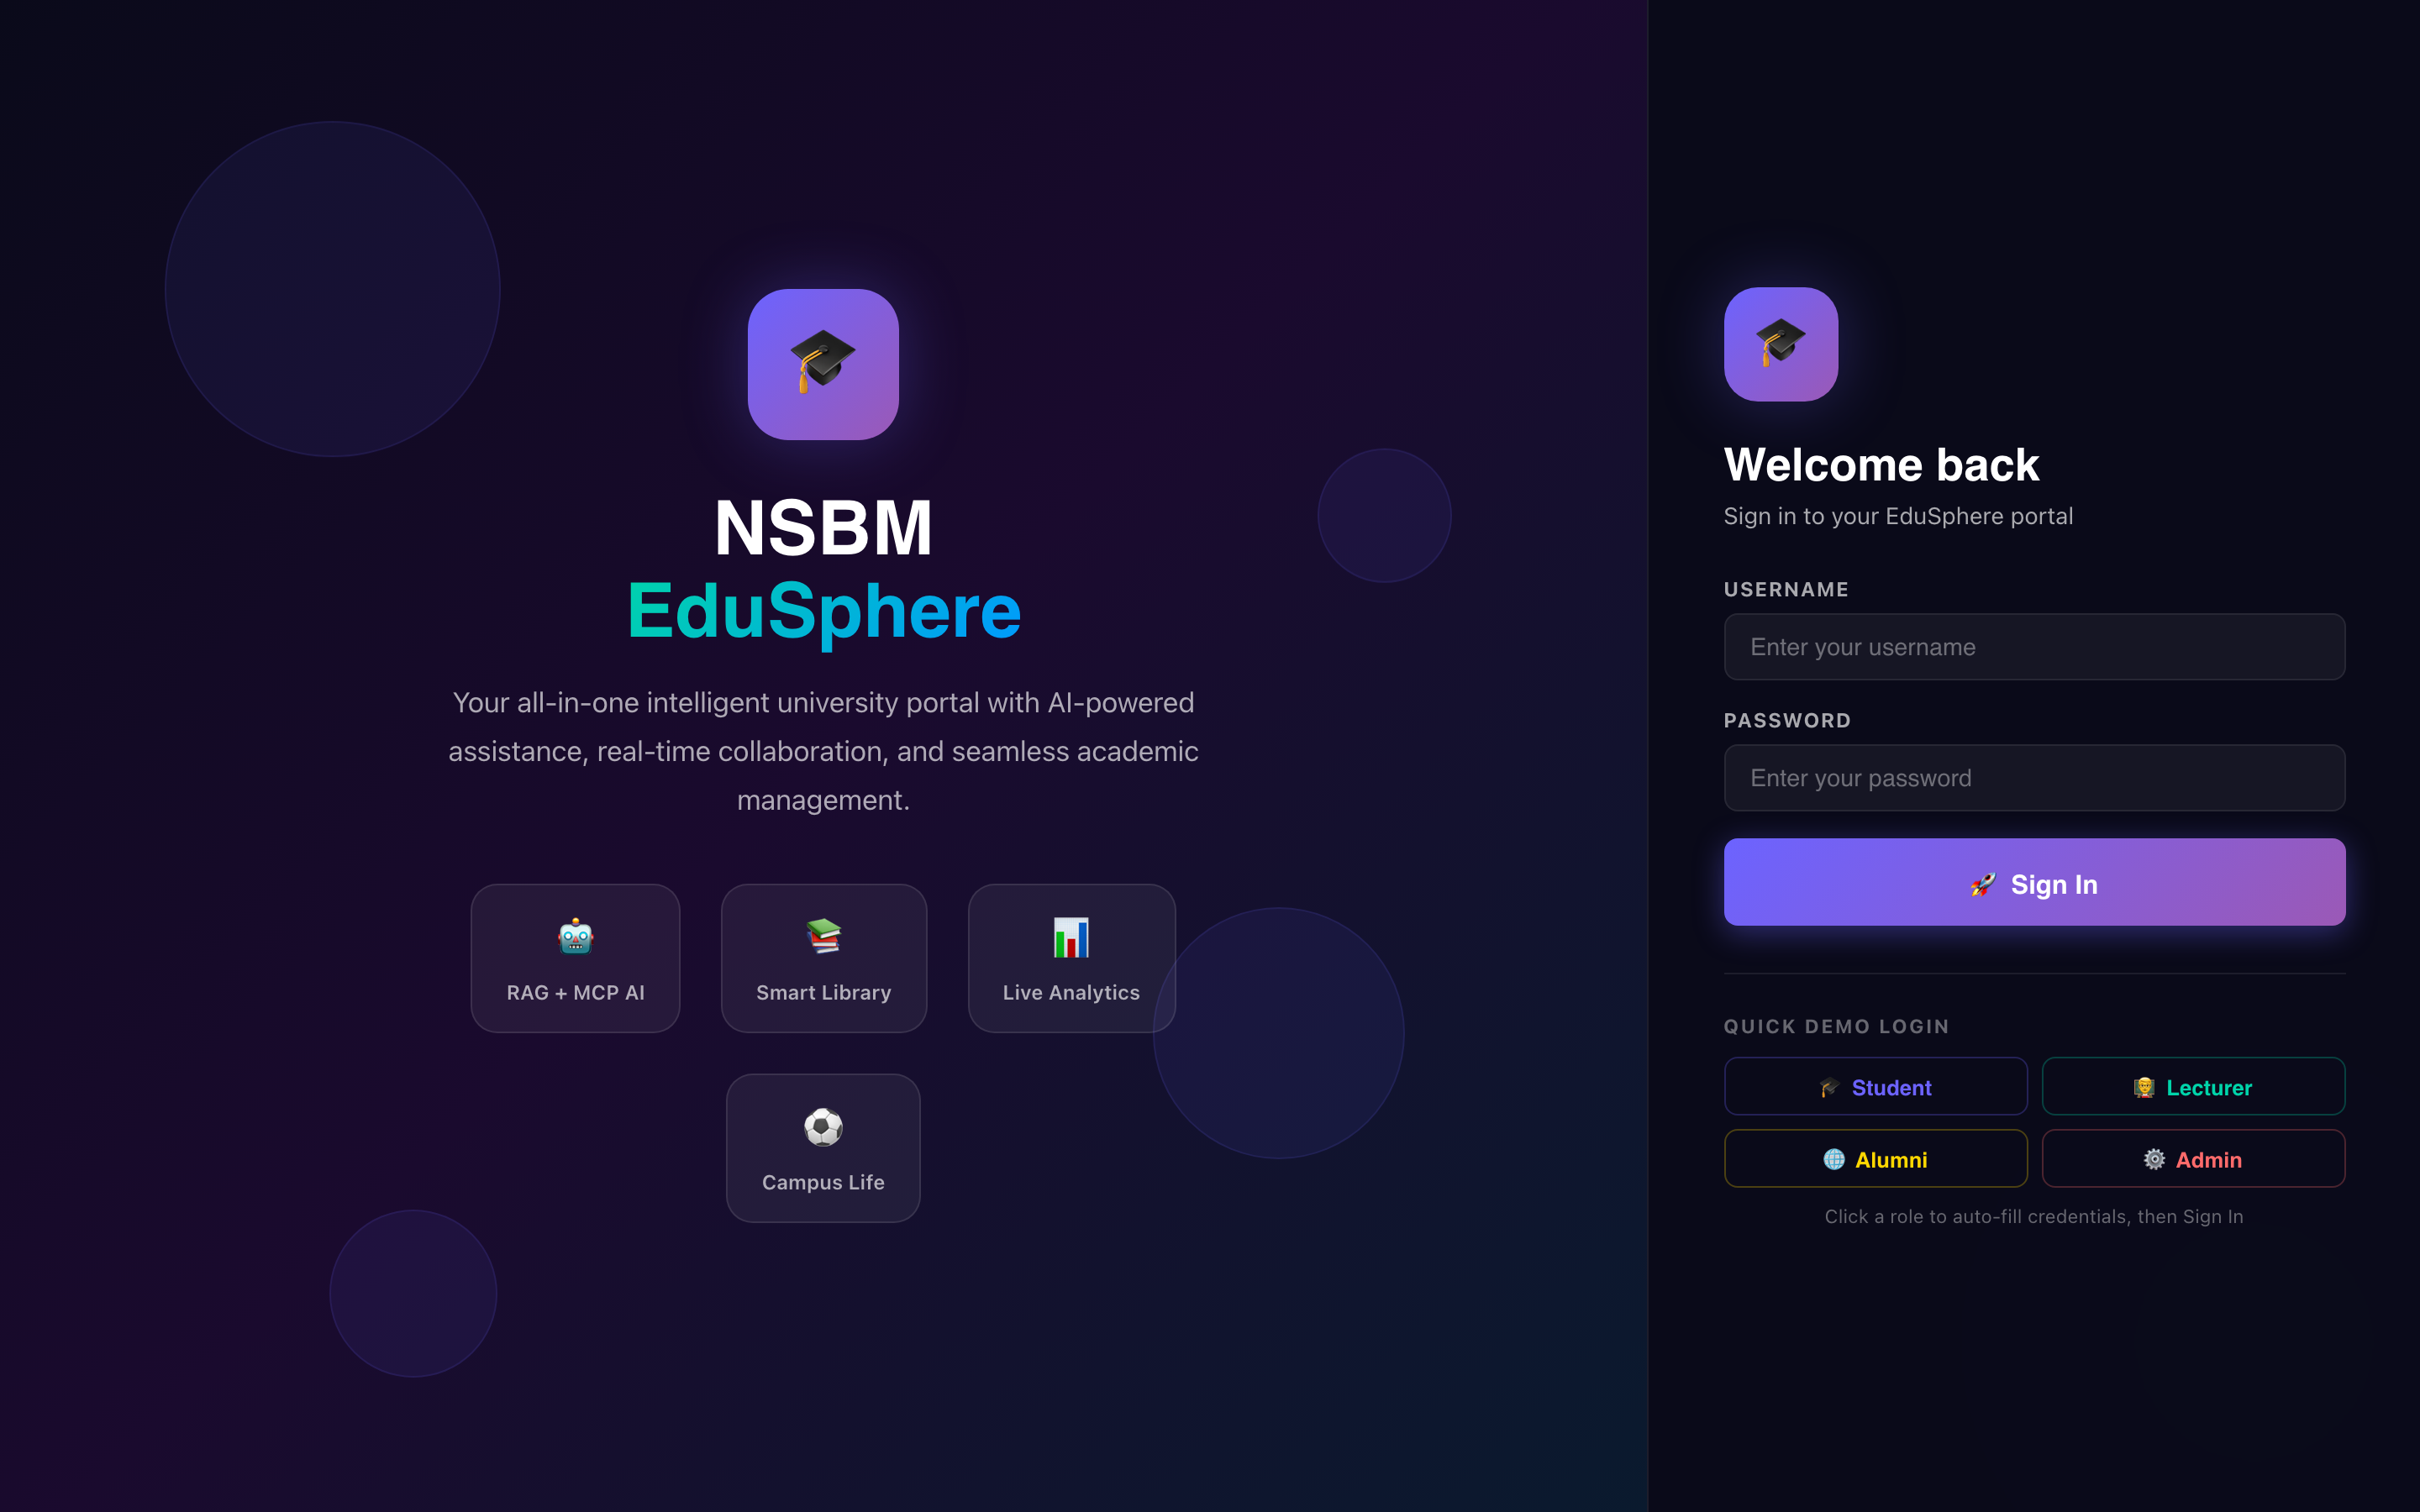 NSBM
EduSphere
Your all-in-one intelligent university portal with AI-powered
assistance, real-time collaboration, and seamless academic
management.
RAG + MCP AI
Smart Library
Live Analytics
Campus Life
Welcome back
Sign in to your EduSphere portal
USERNAME
Enter your username
PASSWORD
Enter your password
🚀 Sign In
QUICK DEMO LOGIN
🎓 Student
👨‍🏫 Lecturer
🌐 Alumni
⚙️ Admin
Click a role to auto-fill credentials, then Sign In